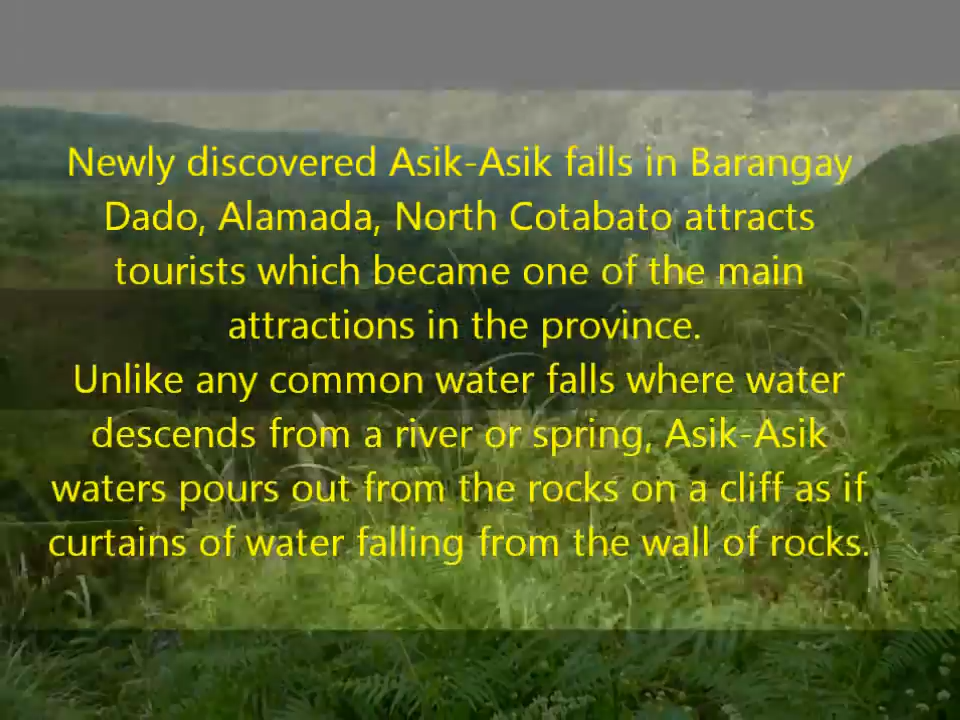 Newly discovered Asik-Asik falls in Barangay
Dado, Alamada, North Cotabato attracts
tourists which became one of the main
attractions in the province.
Unlike any common water falls where water
descends from a river or spring, Asik-Asik
waters pours out from the rocks on a cliff as if
curtains of water falling from the wall of rocks.